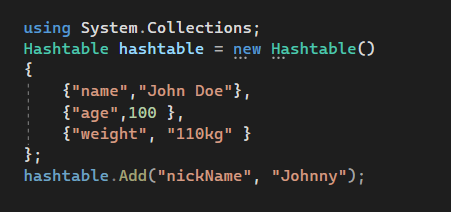 using System.Collections;
Hashtable hashtable = new Hashtable()
{
    {"name","John Doe"},
    {"age",100 },
    {"weight", "110kg" }
};
hashtable.Add("nickName", "Johnny");